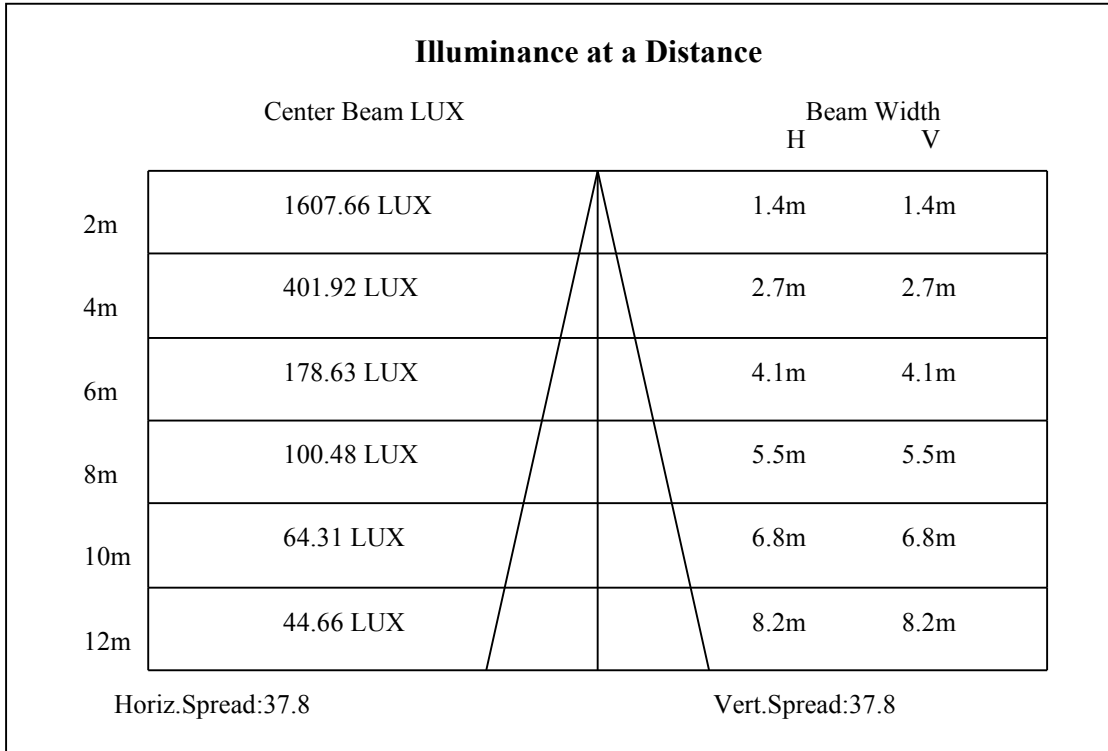 Illuminance at a Distance
Center Beam LUX Beam Width
H V
2m 1607.66 LUX 1.4m 1.4m
4m 401.92 LUX 2.7m 2.7m
6m 178.63 LUX 4.1m 4.1m
8m 100.48 LUX 5.5m 5.5m
10m 64.31 LUX 6.8m 6.8m
12m 44.66 LUX 8.2m 8.2m
Horiz.Spread:37.8 Vert.Spread:37.8